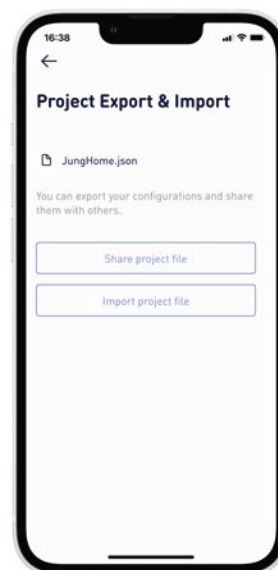 16:38
Project Export & Import
JungHome.json
You can export your configurations and share
them with others.
Share project file
Import project file